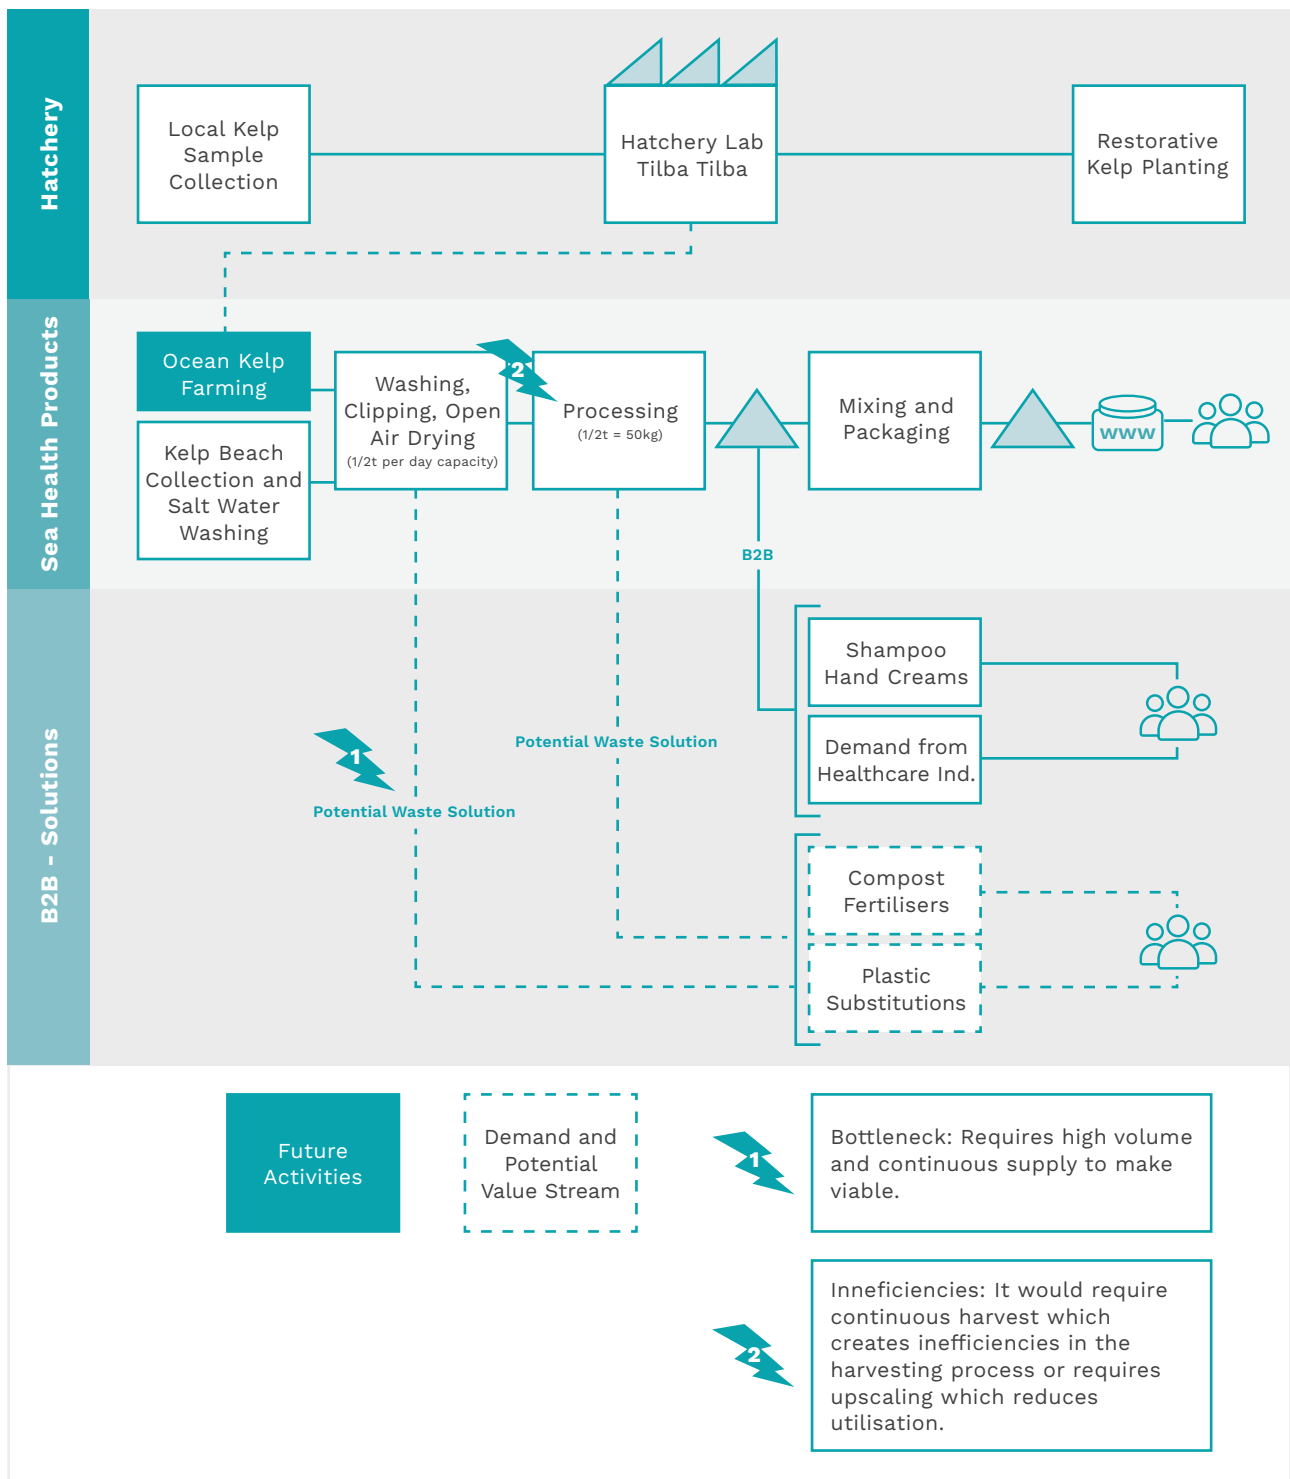 Hatchery
Local Kelp
Sample
Collection
Hatchery Lab
Tilba Tilba
Restorative
Kelp Planting
Sea Health Products
Ocean Kelp
Farming
Kelp Beach
Collection and
Salt Water
Washing
Washing,
Clipping, Open
Air Drying
(1/2t per day capacity)
2
Processing
(1/2t = 50kg)
Mixing and
Packaging
www
B2B
B2B - Solutions
Shampoo
Hand Creams
Demand from
Healthcare Ind.
Potential Waste Solution
1
Potential Waste Solution
Compost
Fertilisers
Plastic
Substitutions
Future
Activities
Demand and
Potential
Value Stream
1
Bottleneck: Requires high volume
and continuous supply to make
viable.
2
Inneficiencies: It would require
continuous harvest which
creates inefficiencies in the
harvesting process or requires
upscaling which reduces
utilisation.